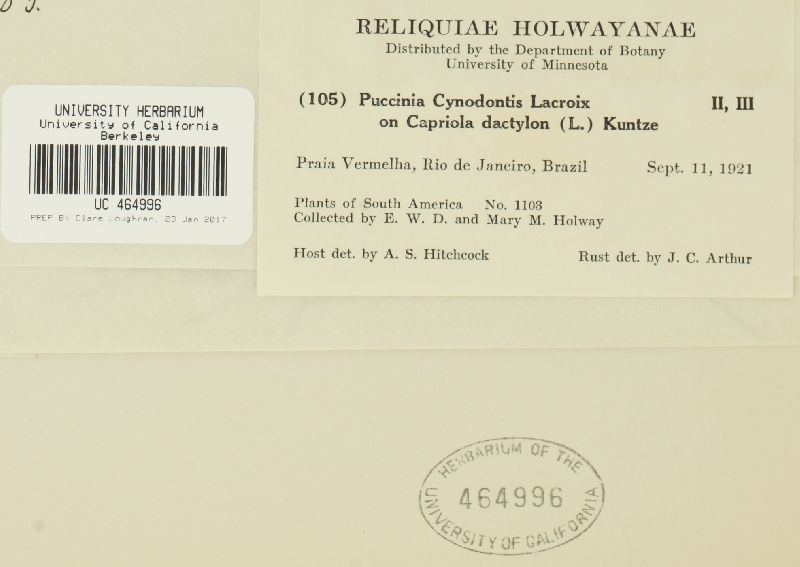 RELIQUIAE HOLWAYANAE
Distributed by the Department of Botany
University of Minnesota
(105) Puccinia Cynodontis Lacroix II, III
on Capriola dactylon (L.) Kuntze
Praia Vermelha, Rio de Janeiro, Brazil Sept. 11, 1921
Plants of South America No. 1103
Collected by E. W. D. and Mary M. Holway
Host det. by A. S. Hitchcock Rust det. by J. C. Arthur
UNIVERSITY HERBARIUM
University of California
Berkeley
UC 464996
PREP BY Clare Loughran, 23 Jan 2017
HERBARIUM OF THE
464996
UNIVERSITY OF CALIFORNIA